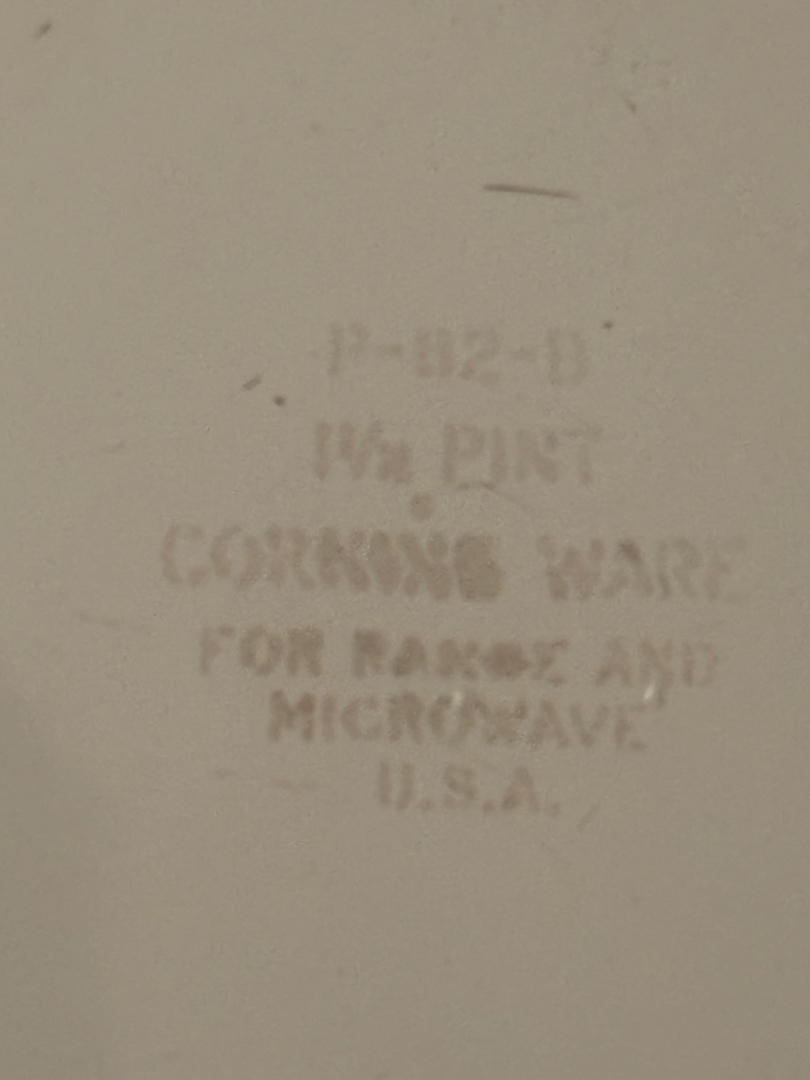 P-82-B
1½ PINT
CORNING WARE
FOR RANGE AND
MICROWAVE
U.S.A.